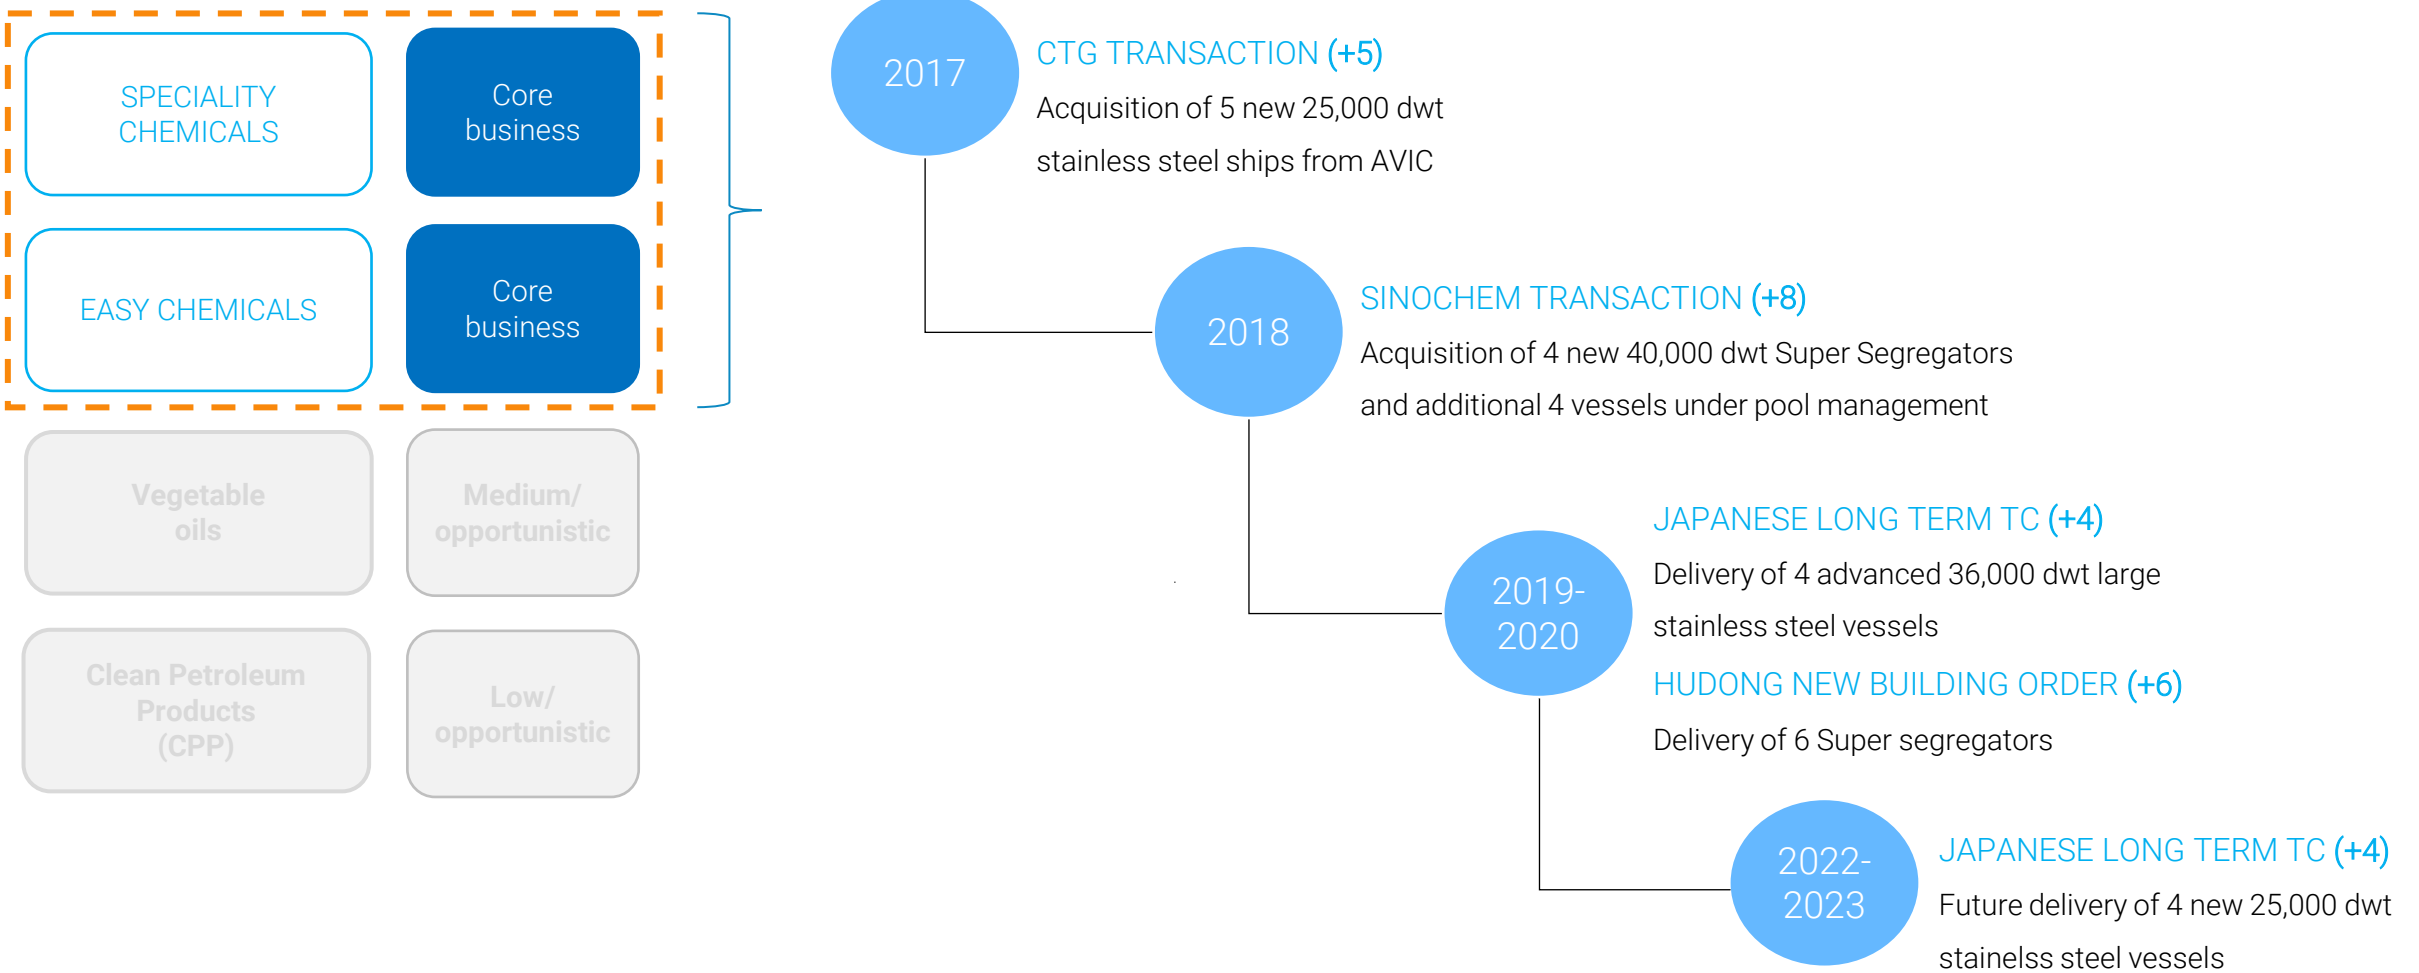 SPECIALITY
CHEMICALS
Core
business
EASY CHEMICALS
Core
business
Vegetable
oils
Medium/
opportunistic
Clean Petroleum
Products
(CPP)
Low/
opportunistic
2017
CTG TRANSACTION (+5)
Acquisition of 5 new 25,000 dwt
stainless steel ships from AVIC
2018
SINOCHEM TRANSACTION (+8)
Acquisition of 4 new 40,000 dwt Super Segregators
and additional 4 vessels under pool management
2019-
2020
JAPANESE LONG TERM TC (+4)
Delivery of 4 advanced 36,000 dwt large
stainless steel vessels
HUDONG NEW BUILDING ORDER (+6)
Delivery of 6 Super segregators
2022-
2023
JAPANESE LONG TERM TC (+4)
Future delivery of 4 new 25,000 dwt
stainelss steel vessels